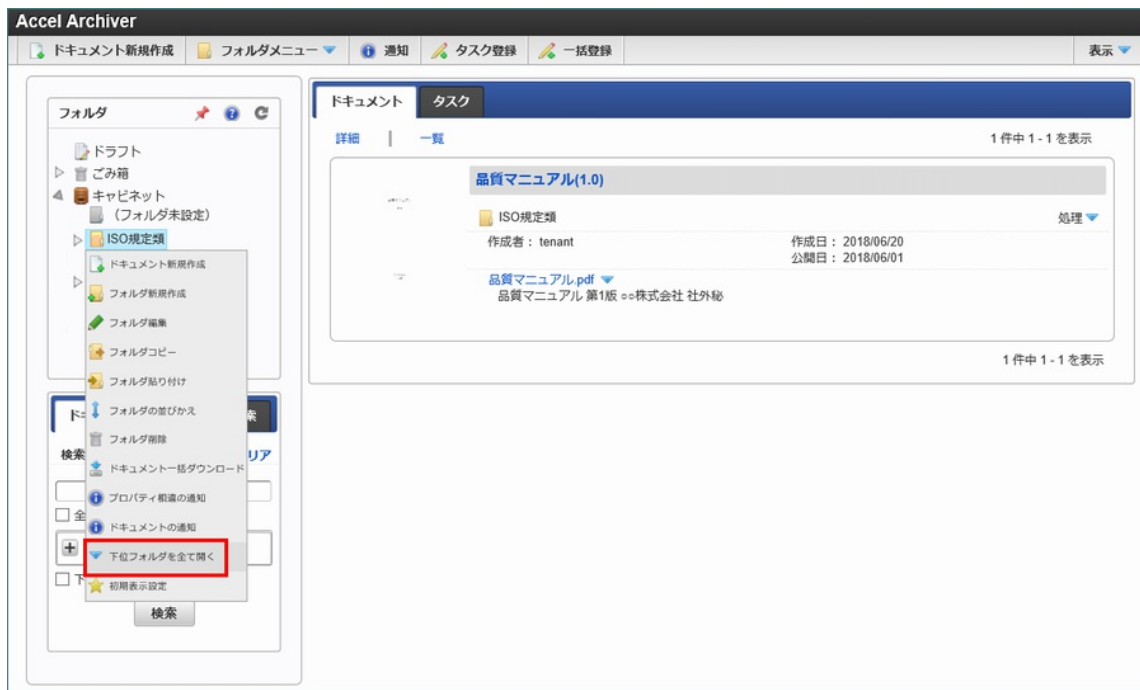 Accel Archiver
ドキュメント新規作成 フォルダメニュー 通知 タスク登録 一括登録 表示
フォルダ
ドラフト
ごみ箱
キャビネット
(フォルダ未設定)
ISO規定類
ドキュメント新規作成
フォルダ新規作成
フォルダ編集
フォルダコピー
フォルダ貼り付け
フォルダの並びかえ
フォルダ削除
ドキュメント一括ダウンロード
プロパティ相違の通知
ドキュメントの通知
下位フォルダを全て開く
初期表示設定
ド 索
検索 リア
全
下
検索
ドキュメント タスク
詳細 | 一覧 1 件中 1 - 1 を表示
品質マニュアル(1.0)
ISO規定類 処理
作成者: tenant 作成日: 2018/06/20
公開日: 2018/06/01
品質マニュアル.pdf
品質マニュアル 第1版 ○○株式会社 社外秘
1 件中 1 - 1 を表示